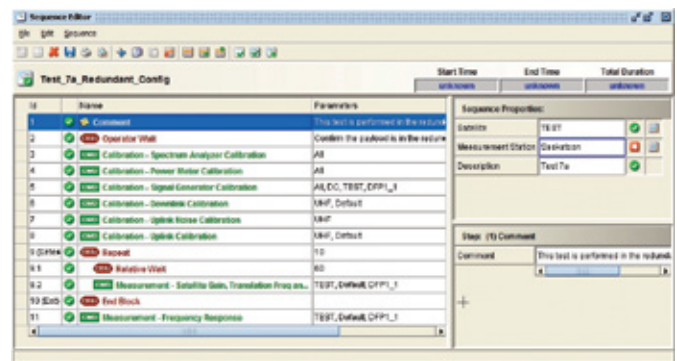 Sequence Editor
File Edit Sequence
Test_7a_Redundant_Config
Start Time End Time Total Duration
unknown unknown unknown
Id Name Parameters
1 Comment This test is performed in the redund
2 Operator Wait Confirm the payload is in the redun
3 Calibration - Spectrum Analyzer Calibration All
4 Calibration - Power Meter Calibration All
5 Calibration - Signal Generator Calibration All, DC, TEST, DFP1_1
6 Calibration - Downlink Calibration UHF, Default
7 Calibration - Uplink Noise Calibration UHF
8 Calibration - Uplink Calibration UHF, Default
9 Repeat 10
9.1 Relative Wait 60
9.2 Measurement - Satellite Gain, Translation Freq an... TEST, Default, DFP1_1
10 End Block
11 Measurement - Frequency Response TEST, Default, DFP1_1
Sequence Properties:
Satellite TEST
Measurement Station Saskatoon
Description Test 7a
Step: (1) Comment
Comment This test is performed in the redund